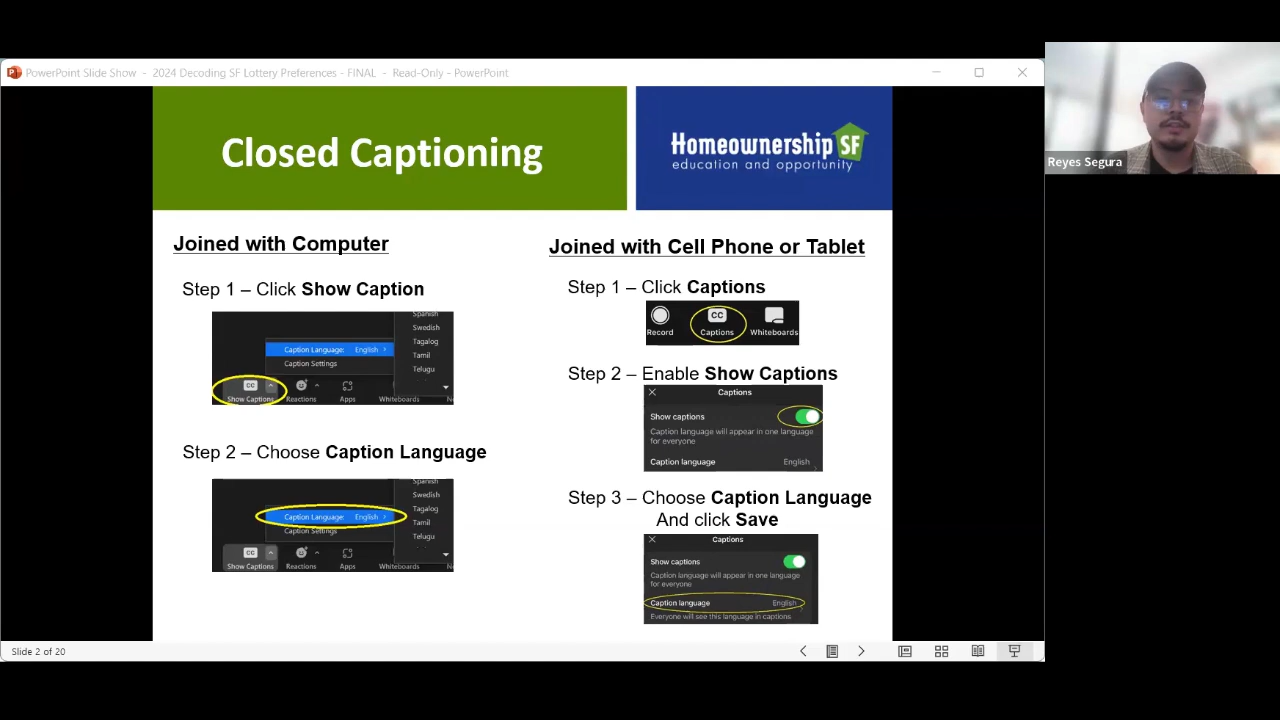 PowerPoint Slide Show - 2024 Decoding SF Lottery Preferences - FINAL - Read-Only - PowerPoint
Closed Captioning
Homeownership SF
education and opportunity
Reyes Segura
Joined with Computer
Step 1 – Click Show Caption
Spanish
Swedish
Tagalog
Caption Language: English
Tamil
Caption Settings
Telugu
CC
Show Captions Reactions Apps Whiteboards
Step 2 – Choose Caption Language
Spanish
Swedish
Tagalog
Caption Language: English
Tamil
Caption Settings
Telugu
CC
Show Captions Reactions Apps Whiteboards
Joined with Cell Phone or Tablet
Step 1 – Click Captions
CC
Record Captions Whiteboards
Step 2 – Enable Show Captions
Captions
Show captions
Caption language will appear in one language
for everyone
Caption language English
Step 3 – Choose Caption Language
And click Save
Captions
Show captions
Caption language will appear in one language
for everyone
Caption language English
Everyone will see this language in captions
Slide 2 of 20